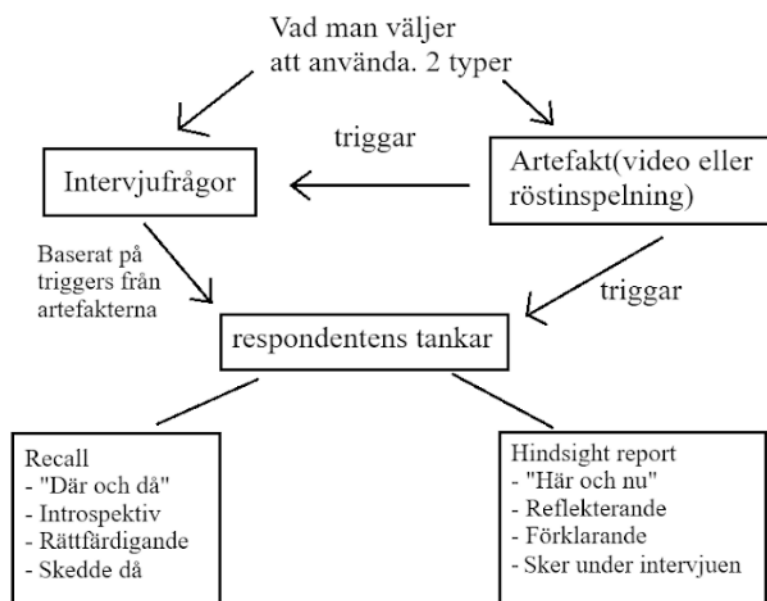 Vad man väljer
att använda. 2 typer
triggar
Intervjufrågor
Artefakt(video eller
röstinspelning)
Baserat på
triggers från
artefakterna
triggar
respondentens tankar
Recall
- "Där och då"
- Introspektiv
- Rättfärdigande
- Skedde då
Hindsight report
- "Här och nu"
- Reflekterande
- Förklarande
- Sker under intervjuen